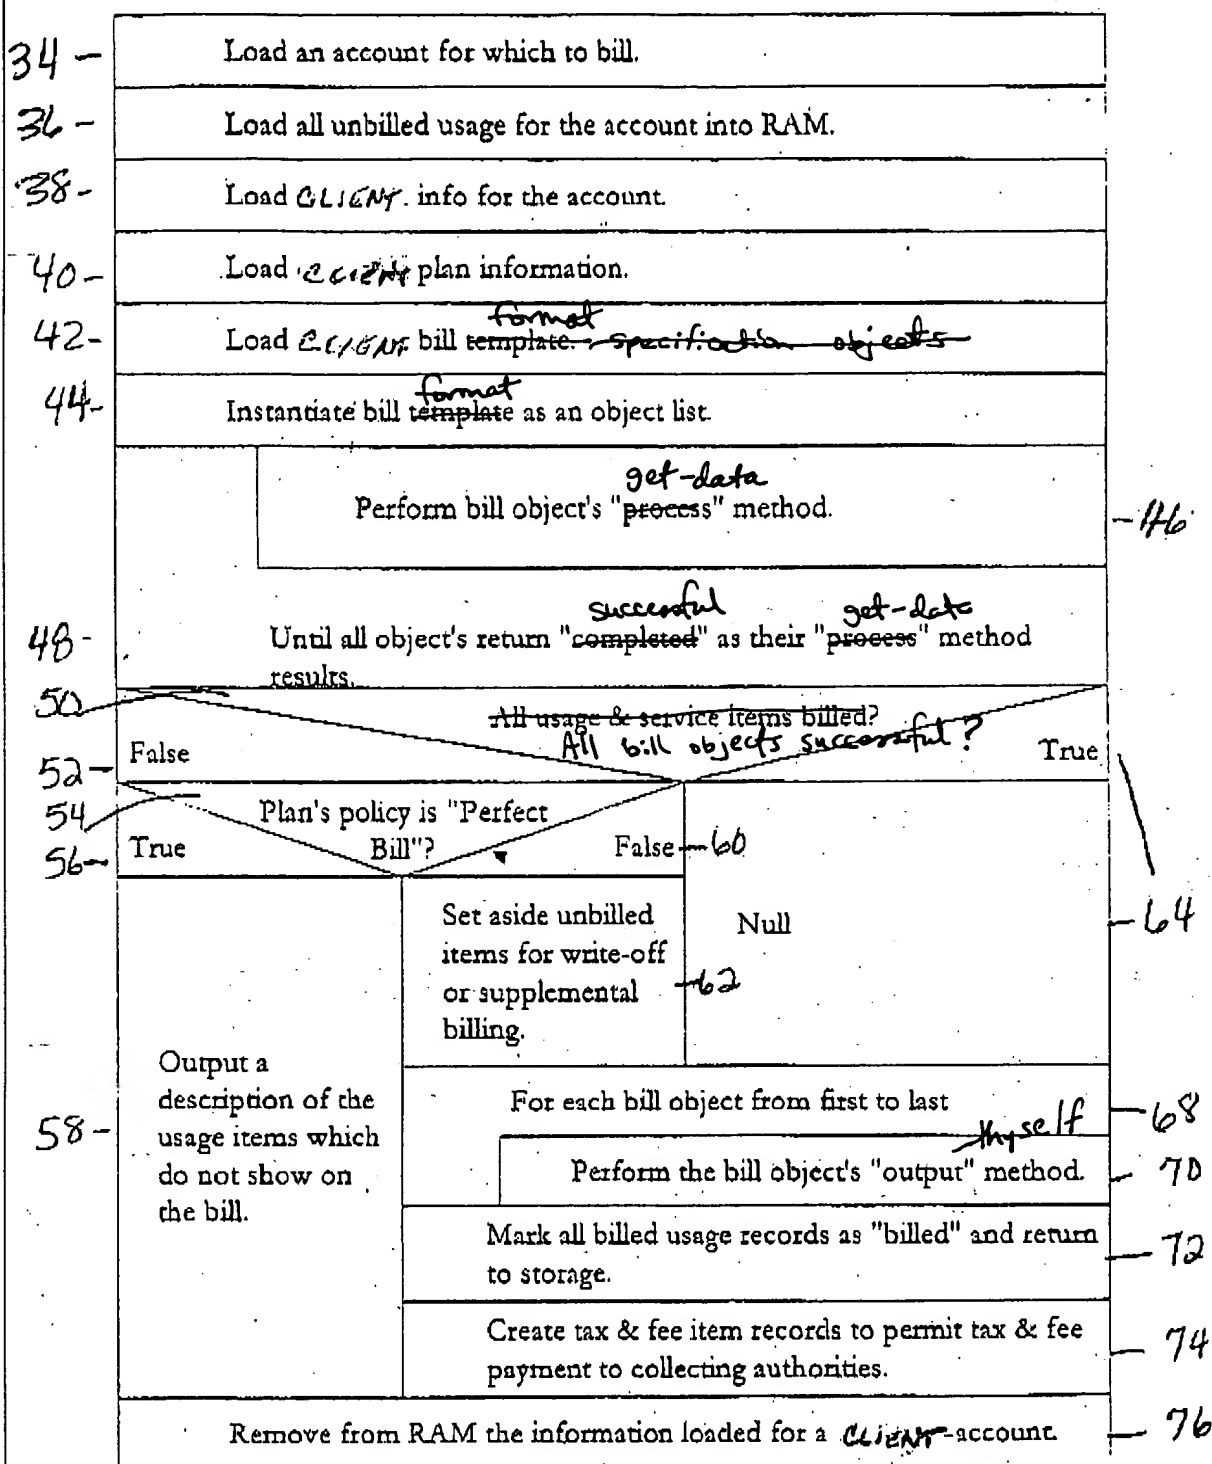 34 - Load an account for which to bill.
36 - Load all unbilled usage for the account into RAM.
38 - Load CLIENT info for the account.
40 - Load CLIENT plan information.
format
42 - Load CLIENT bill template. specification objects
format
44 - Instantiate bill template as an object list.
get-data
Perform bill object's "process" method. - 46
successful get-data
48 - Until all object's return "completed" as their "process" method
results.
50
All usage & service items billed?
All bill objects successful?
52 - False True
54 Plan's policy is "Perfect
56 - True Bill"? False - 60
Set aside unbilled
items for write-off
or supplemental
billing.
- 62
Null - 64
58 - Output a
description of the
usage items which
do not show on
the bill.
For each bill object from first to last - 68
thyself
Perform the bill object's "output" method. - 70
Mark all billed usage records as "billed" and return
to storage. - 72
Create tax & fee item records to permit tax & fee
payment to collecting authorities. - 74
Remove from RAM the information loaded for a CLIENT-account. - 76